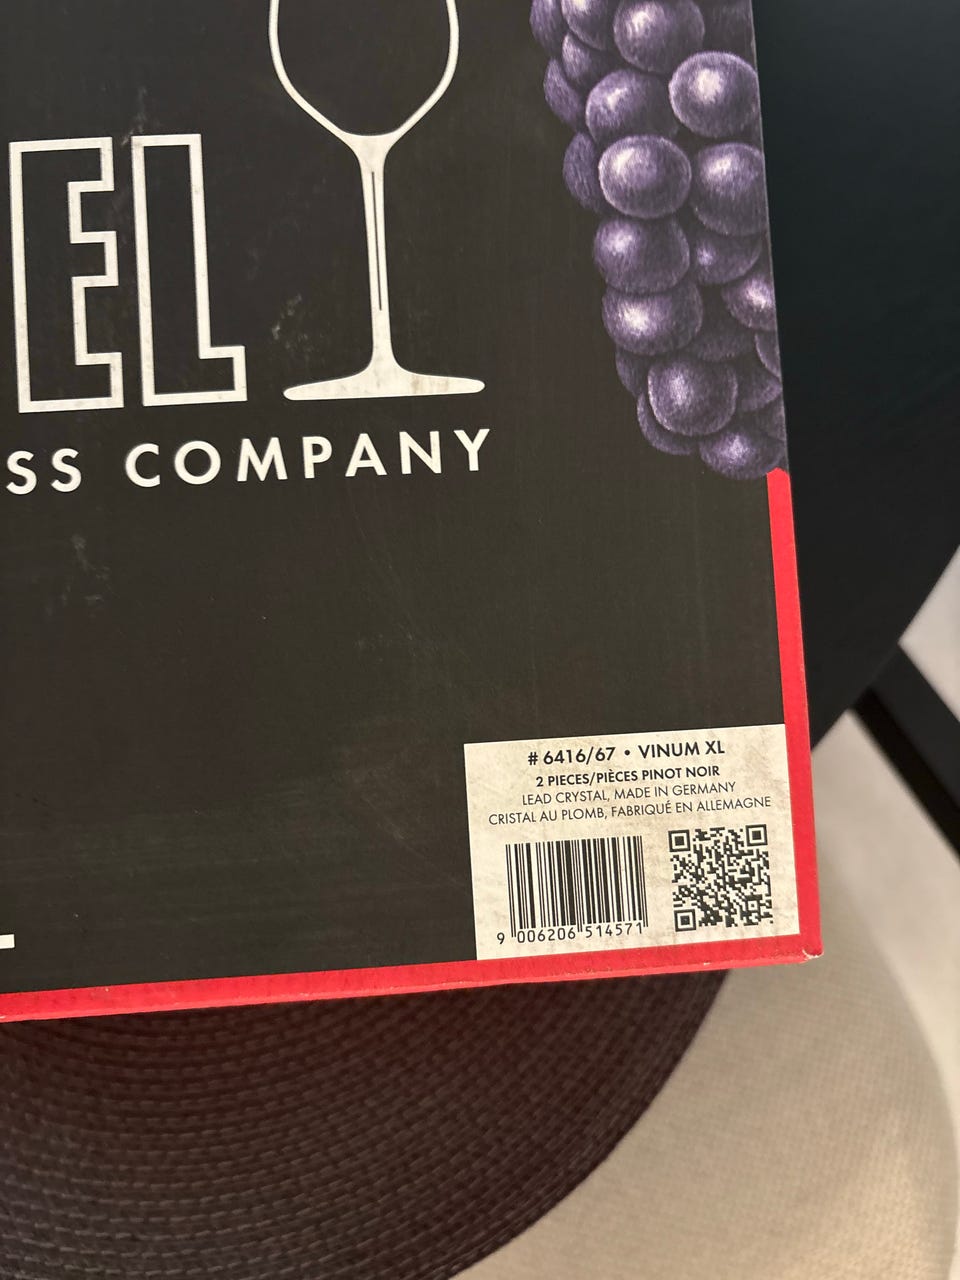 EL
SS COMPANY
# 6416/67 • VINUM XL
2 PIECES/PIÈCES PINOT NOIR
LEAD CRYSTAL, MADE IN GERMANY
CRISTAL AU PLOMB, FABRIQUÉ EN ALLEMAGNE
9 006206 514571